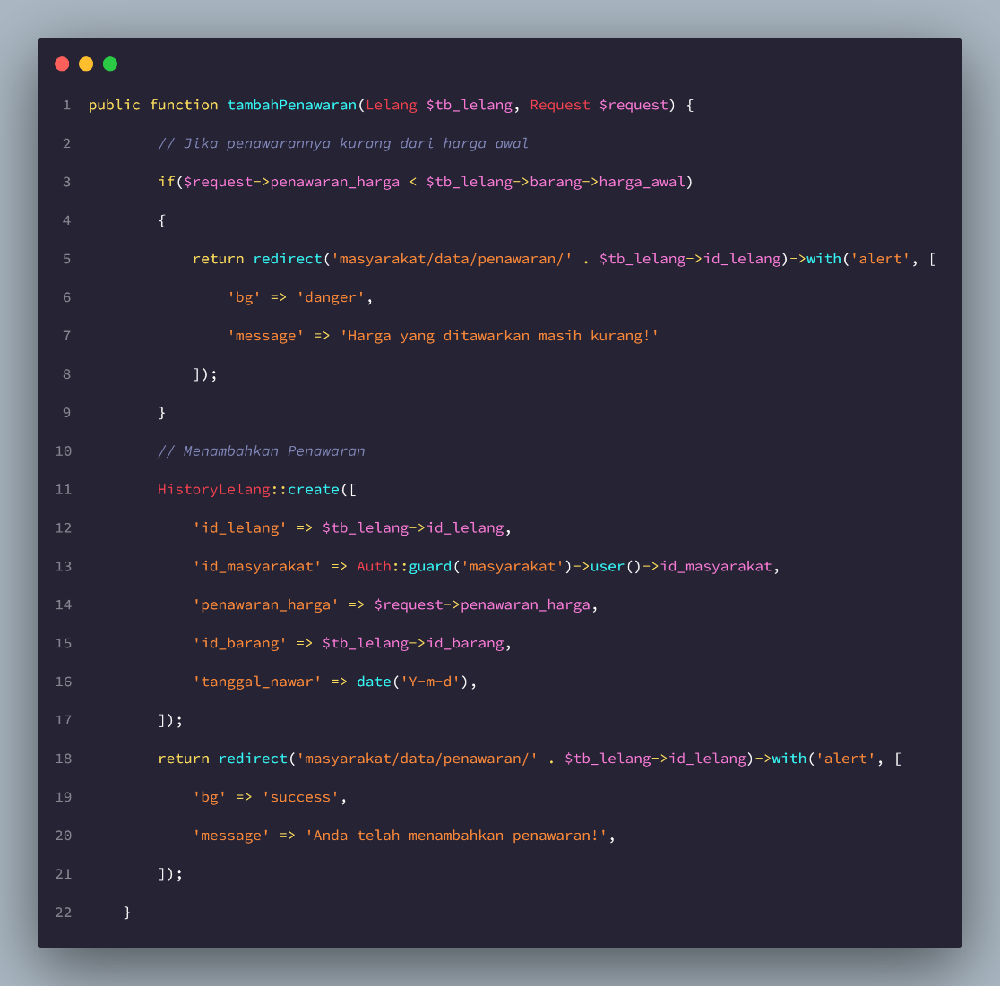 1 public function tambahPenawaran(Lelang $tb_lelang, Request $request) {
2 // Jika penawarannya kurang dari harga awal
3 if($request->penawaran_harga < $tb_lelang->barang->harga_awal)
4 {
5 return redirect('masyarakat/data/penawaran/' . $tb_lelang->id_lelang)->with('alert', [
6 'bg' => 'danger',
7 'message' => 'Harga yang ditawarkan masih kurang!'
8 ]);
9 }
10 // Menambahkan Penawaran
11 HistoryLelang::create([
12 'id_lelang' => $tb_lelang->id_lelang,
13 'id_masyarakat' => Auth::guard('masyarakat')->user()->id_masyarakat,
14 'penawaran_harga' => $request->penawaran_harga,
15 'id_barang' => $tb_lelang->id_barang,
16 'tanggal_nawar' => date('Y-m-d'),
17 ]);
18 return redirect('masyarakat/data/penawaran/' . $tb_lelang->id_lelang)->with('alert', [
19 'bg' => 'success',
20 'message' => 'Anda telah menambahkan penawaran!',
21 ]);
22 }